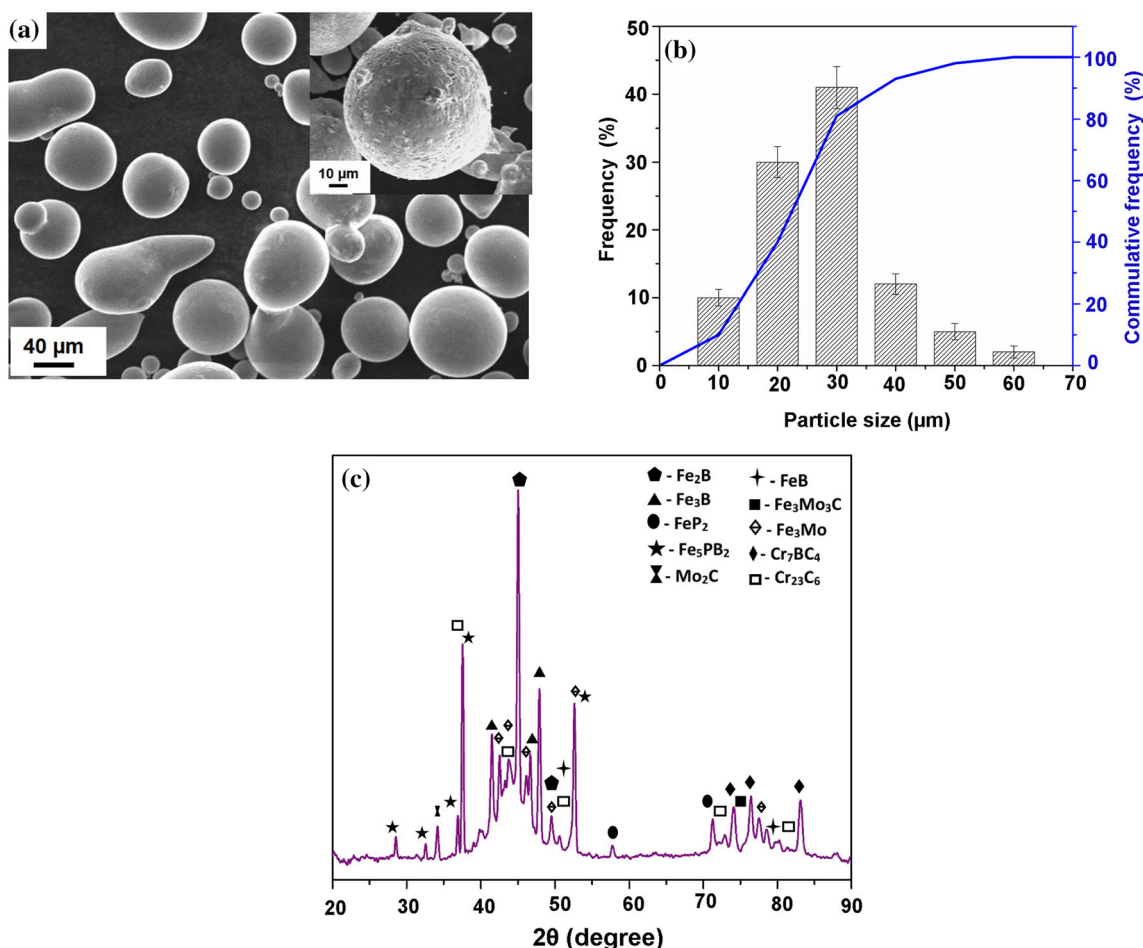 (a)
10 µm
40 µm
(b)
50
40
30
20
10
0
Frequency (%)
100
80
60
40
20
0
Commulative frequency (%)
0 10 20 30 40 50 60 70
Particle size (µm)
(c)
- Fe₂B
- Fe₃B
- FeP₂
- Fe₅PB₂
- Mo₂C
- FeB
- Fe₃Mo₃C
- Fe₃Mo
- Cr₇BC₄
- Cr₂₃C₆
20 30 40 50 60 70 80 90
2θ (degree)